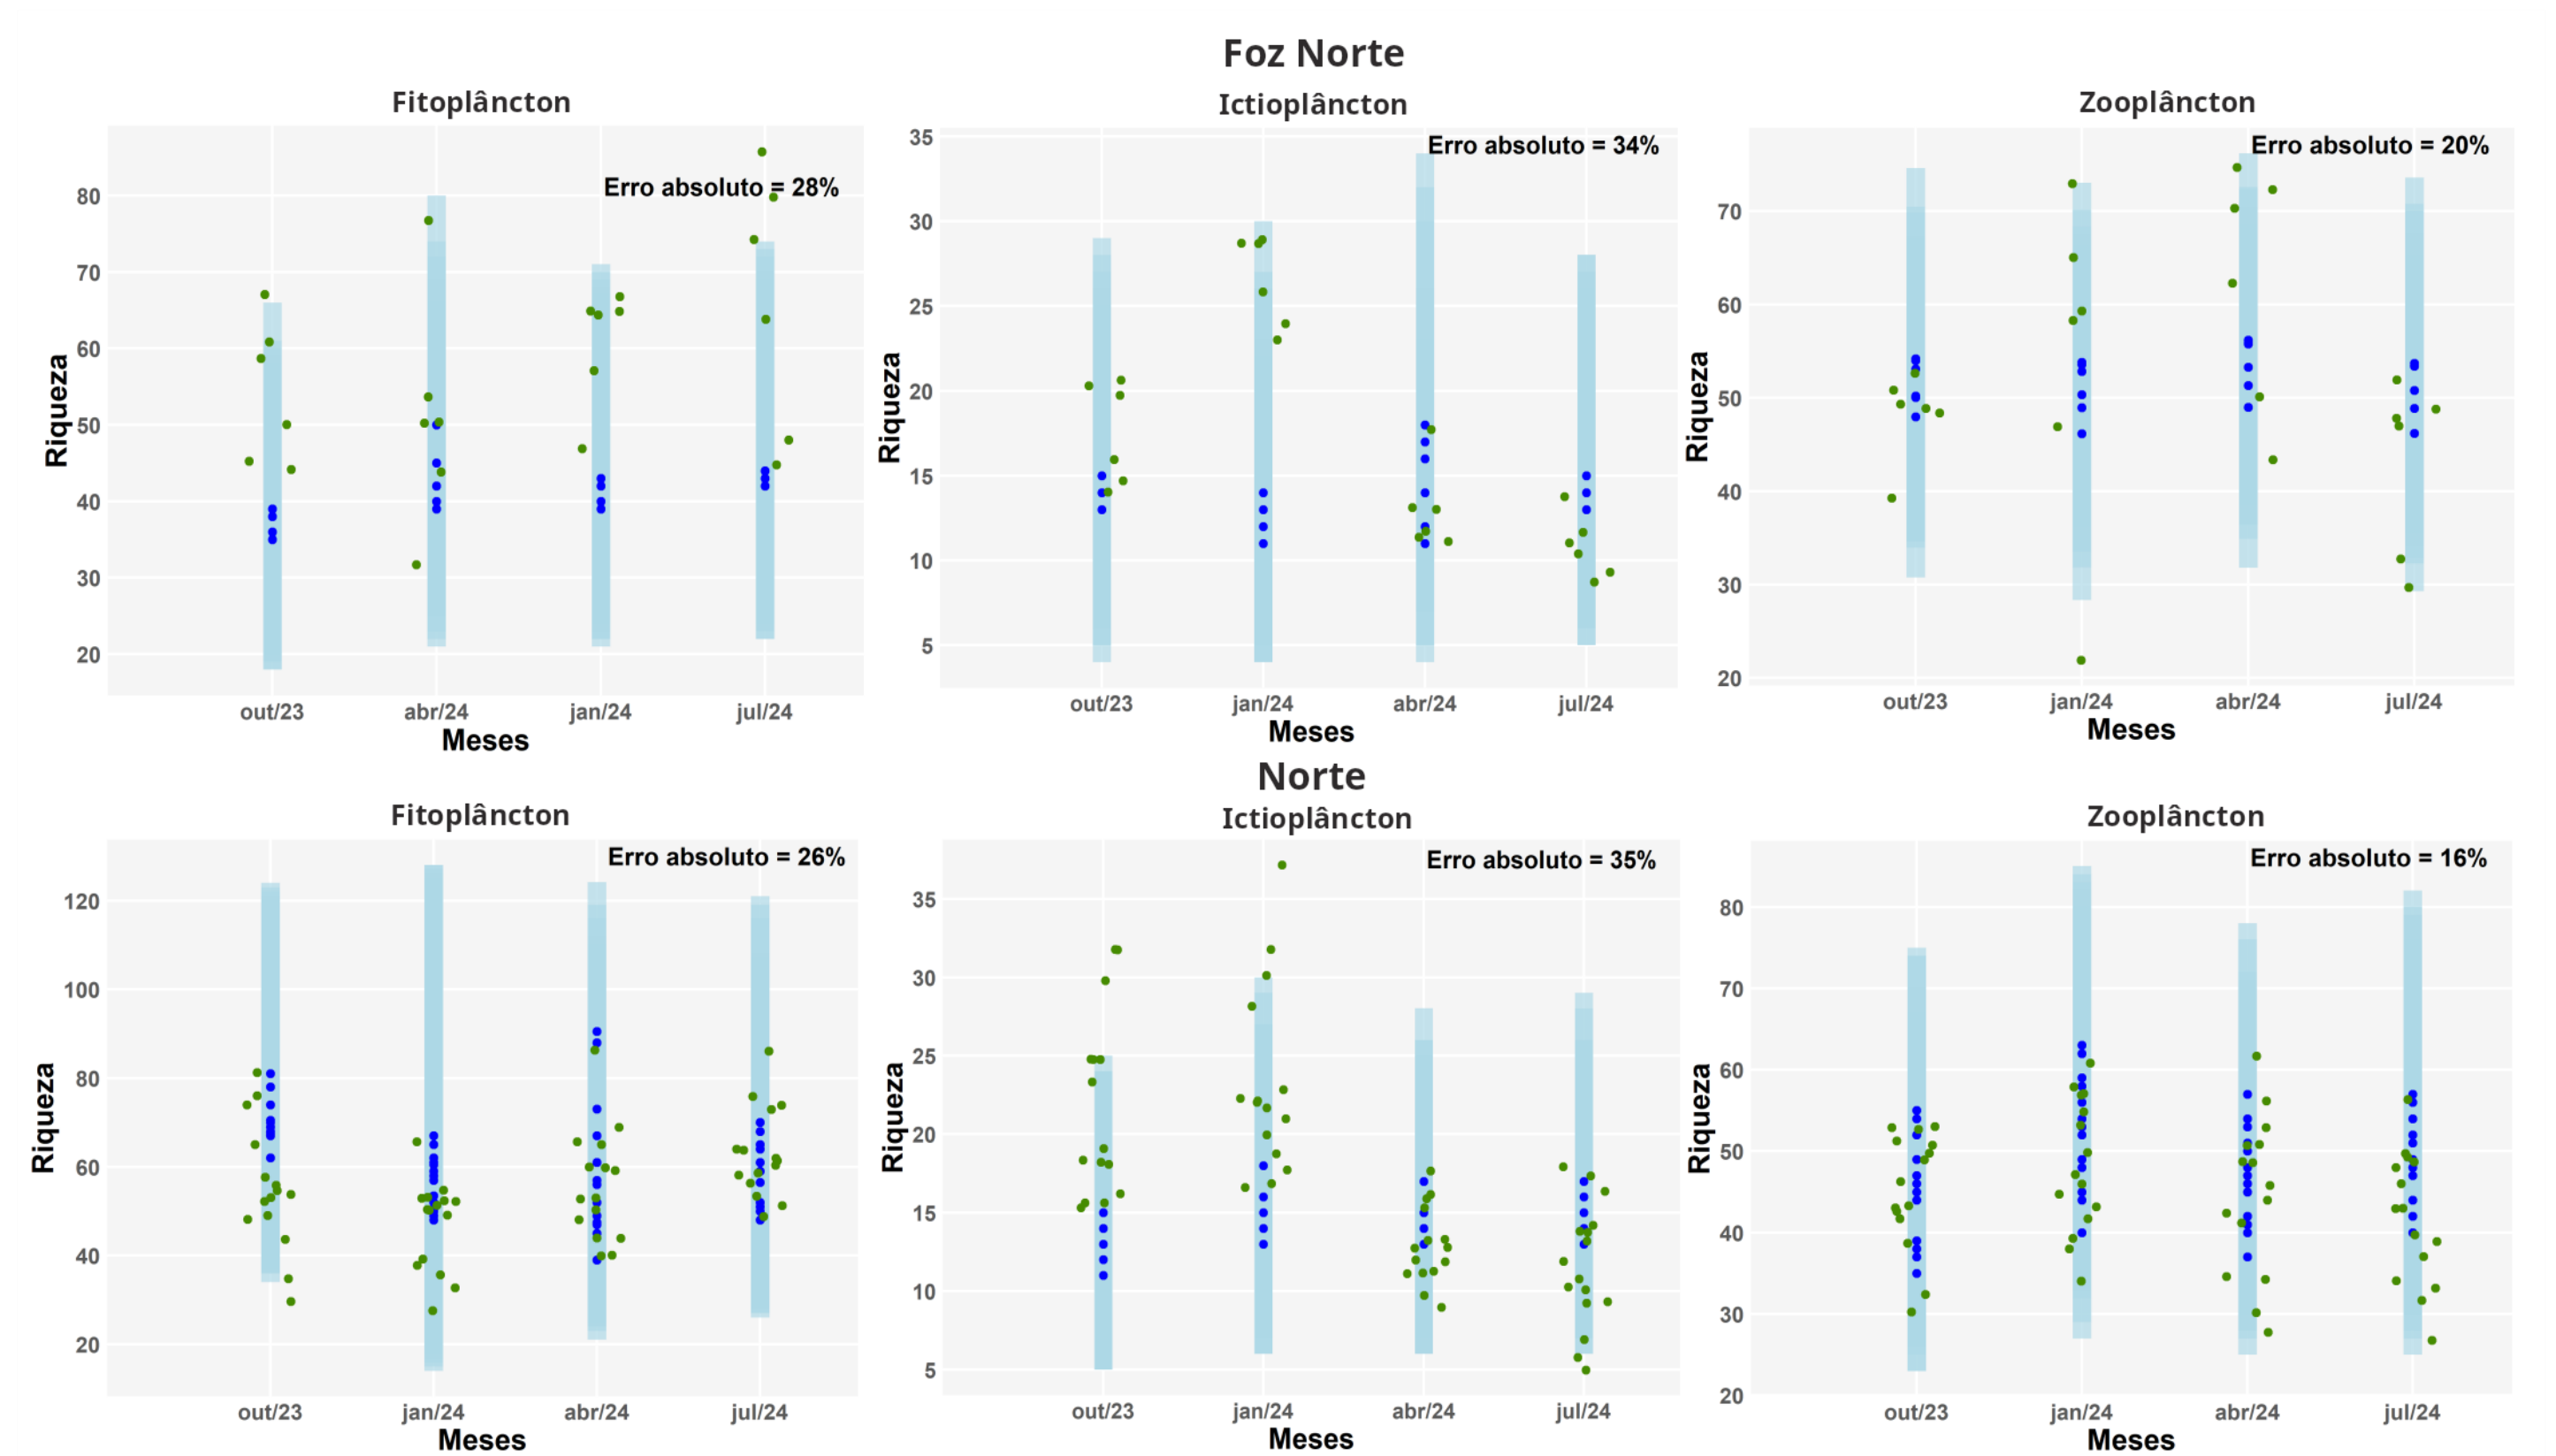 Foz Norte
Fitoplâncton
Erro absoluto = 28%
Riqueza
80
70
60
50
40
30
20
out/23 abr/24 jan/24 jul/24
Meses
Ictioplâncton
Erro absoluto = 34%
Riqueza
35
30
25
20
15
10
5
out/23 jan/24 abr/24 jul/24
Meses
Zooplâncton
Erro absoluto = 20%
Riqueza
70
60
50
40
30
20
out/23 jan/24 abr/24 jul/24
Meses
Norte
Fitoplâncton
Erro absoluto = 26%
Riqueza
120
100
80
60
40
20
out/23 jan/24 abr/24 jul/24
Meses
Ictioplâncton
Erro absoluto = 35%
Riqueza
35
30
25
20
15
10
5
out/23 jan/24 abr/24 jul/24
Meses
Zooplâncton
Erro absoluto = 16%
Riqueza
80
70
60
50
40
30
20
out/23 jan/24 abr/24 jul/24
Meses